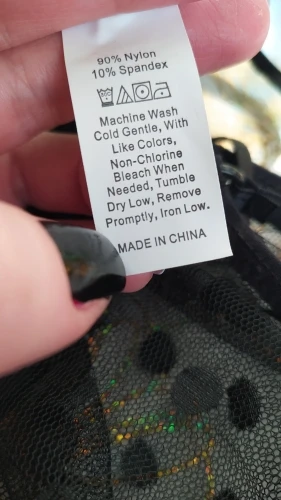 90% Nylon
10% Spandex
Machine Wash
Cold Gentle, With
Like Colors,
Non-Chlorine
Bleach When
Needed, Tumble
Dry Low, Remove
Promptly, Iron Low.
MADE IN CHINA